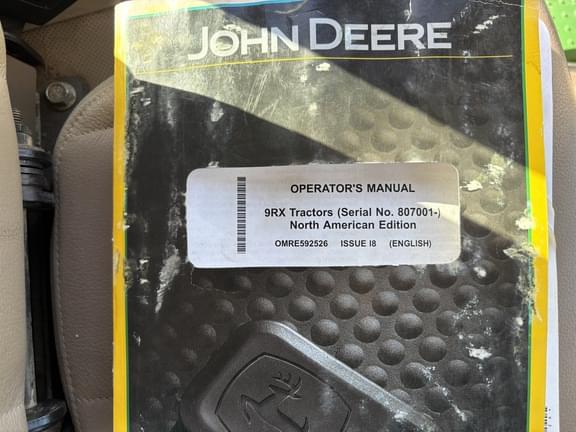 JOHN DEERE
OPERATOR'S MANUAL
9RX Tractors (Serial No. 807001-)
North American Edition
OMRE592526 ISSUE I8 (ENGLISH)